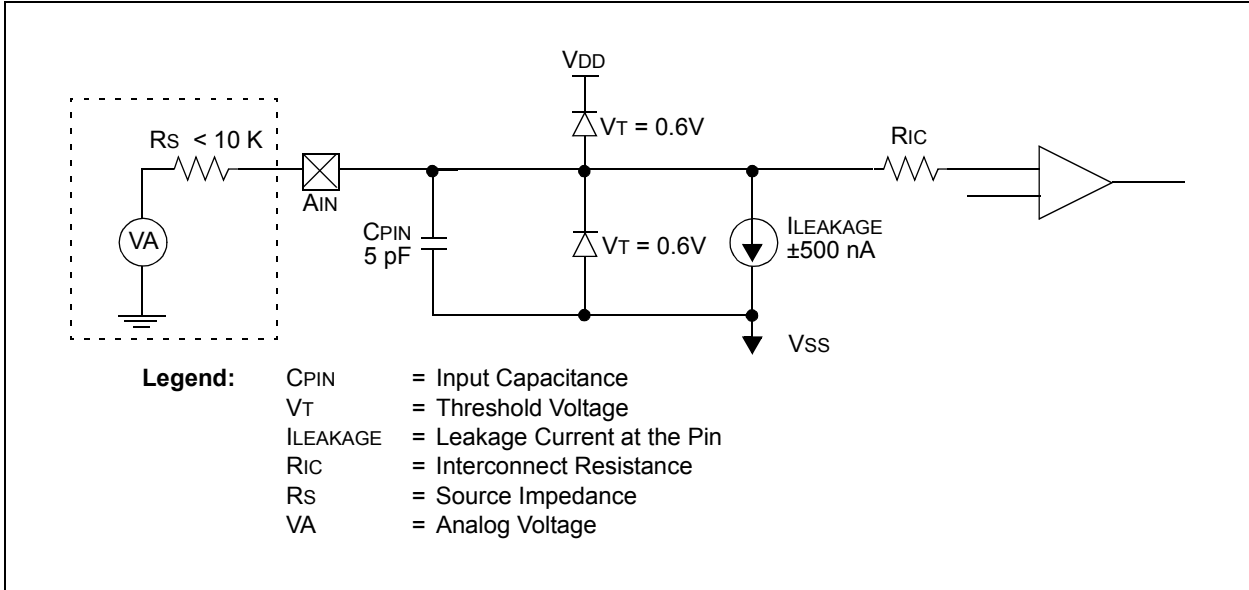 VDD
VT = 0.6V
RS < 10 K
RIC
AIN
VA
CPIN
5 pF
VT = 0.6V
ILEAKAGE
±500 nA
VSS
Legend: CPIN = Input Capacitance
VT = Threshold Voltage
ILEAKAGE = Leakage Current at the Pin
RIC = Interconnect Resistance
RS = Source Impedance
VA = Analog Voltage